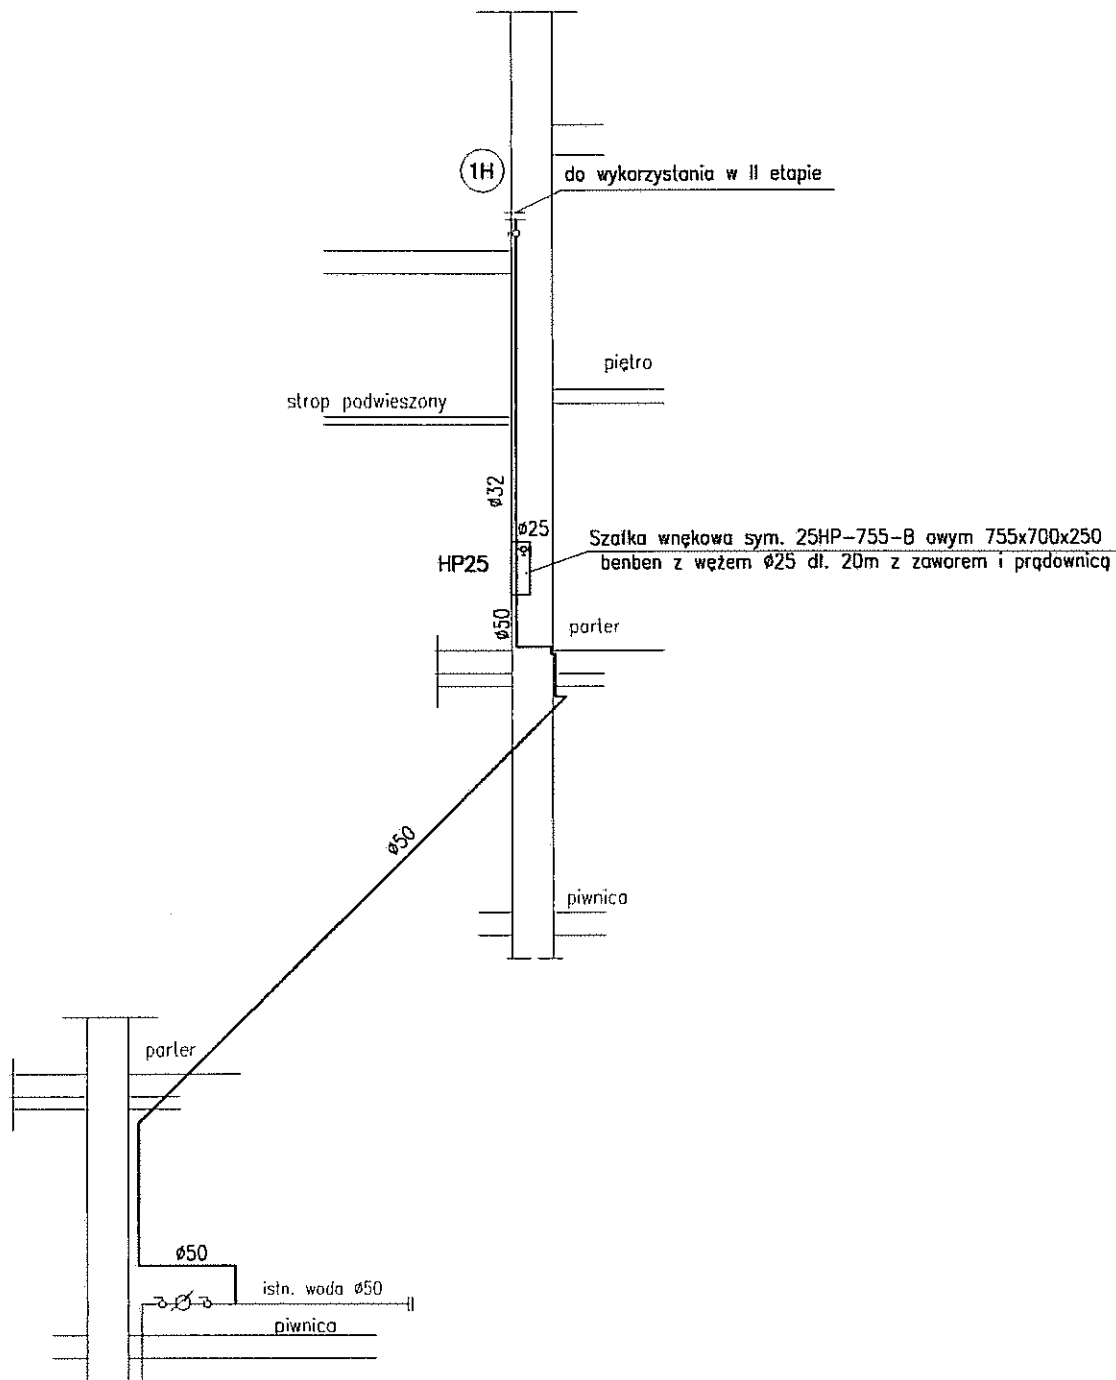 1H
do wykorzystania w II etapie
piętro
strop podwieszony
ø32
ø25
HP25
Szafka wnękowa sym. 25HP-755-B owym 755x700x250
benben z wężem ø25 dł. 20m z zaworem i prądownicą
ø50
parter
ø50
piwnica
parter
ø50
istn. woda ø50
piwnica